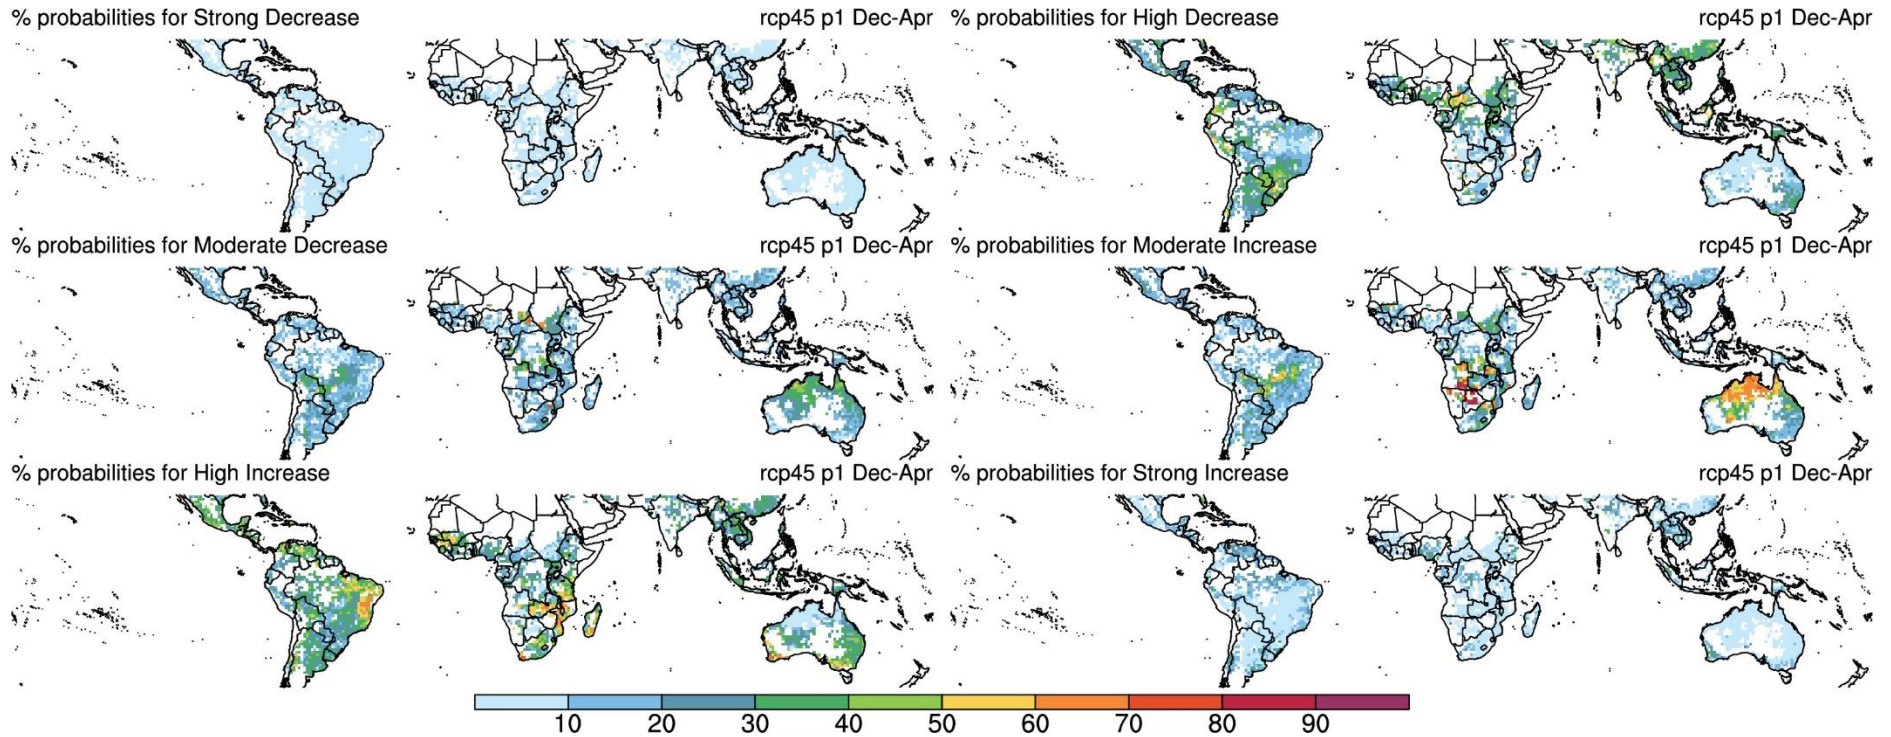 % probabilities for Strong Decrease
rcp45 p1 Dec-Apr
% probabilities for High Decrease
rcp45 p1 Dec-Apr
% probabilities for Moderate Decrease
rcp45 p1 Dec-Apr
% probabilities for Moderate Increase
rcp45 p1 Dec-Apr
% probabilities for High Increase
rcp45 p1 Dec-Apr
% probabilities for Strong Increase
rcp45 p1 Dec-Apr
10 20 30 40 50 60 70 80 90